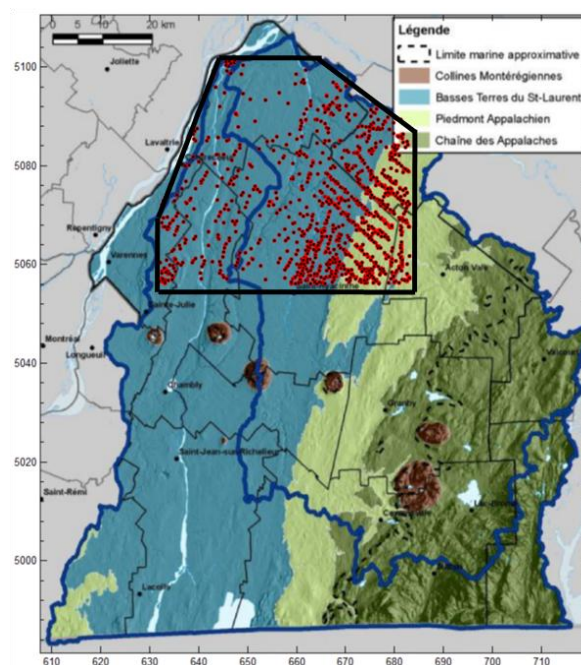 0 5 10 20 km
Légende
Limite marine approximative
Collines Montérégiennes
Basses Terres du St-Laurent
Piedmont Appalachien
Chaîne des Appalaches
5100
Joliette
Lavaltrie
5080
Repentigny
Varennes
5060
Acton Vale
Sainte-Julie
Montréal
5040
Longueuil
Chambly
Granby
Saint-Jean-sur-Richelieu
5020
Saint-Rémi
5000
Lacolle
610 620 630 640 650 660 670 680 690 700 710